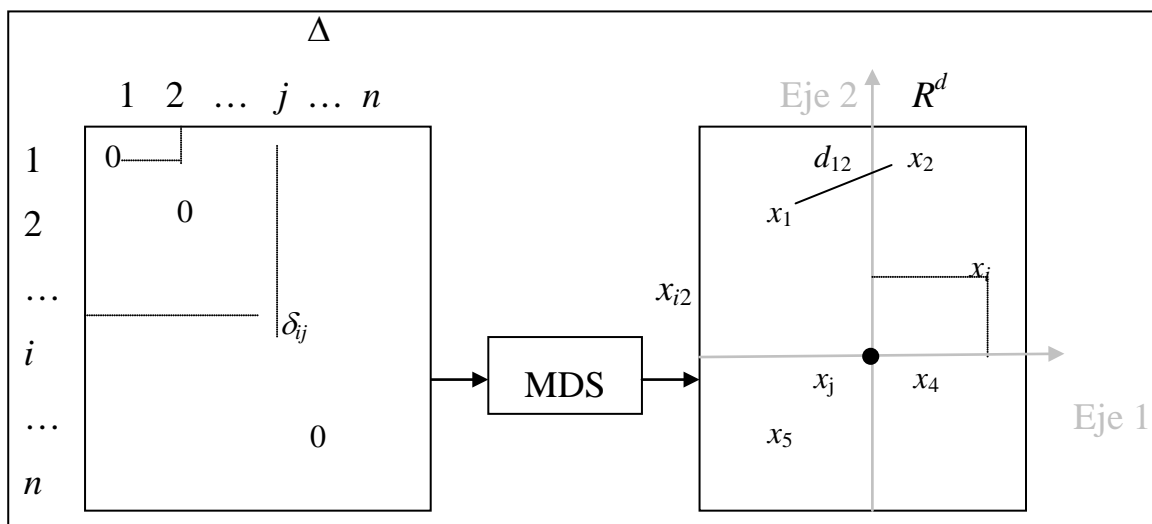 Δ
1 2 … j … n
1 0
2 0
…
δij
i
…
0
n
MDS
Eje 2
R^d
d12 x2
x1
xi
xi2
xj x4
Eje 1
x5